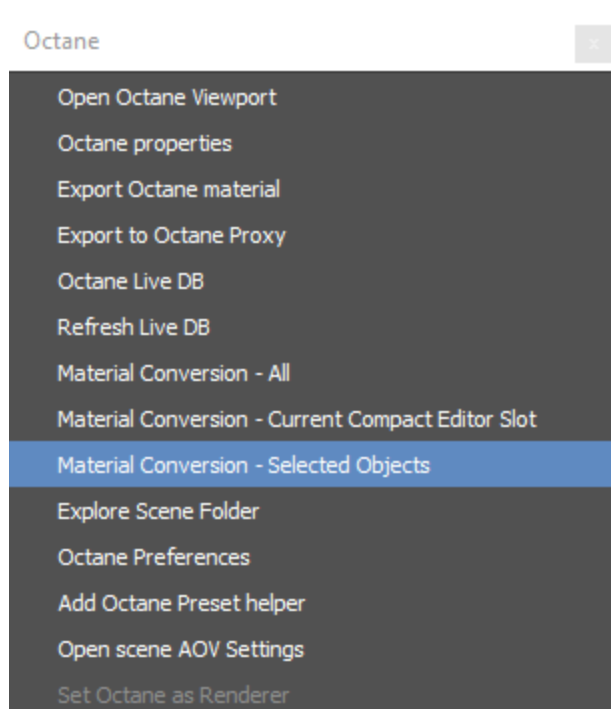 Octane
x
Open Octane Viewport
Octane properties
Export Octane material
Export to Octane Proxy
Octane Live DB
Refresh Live DB
Material Conversion - All
Material Conversion - Current Compact Editor Slot
Material Conversion - Selected Objects
Explore Scene Folder
Octane Preferences
Add Octane Preset helper
Open scene AOV Settings
Set Octane as Renderer